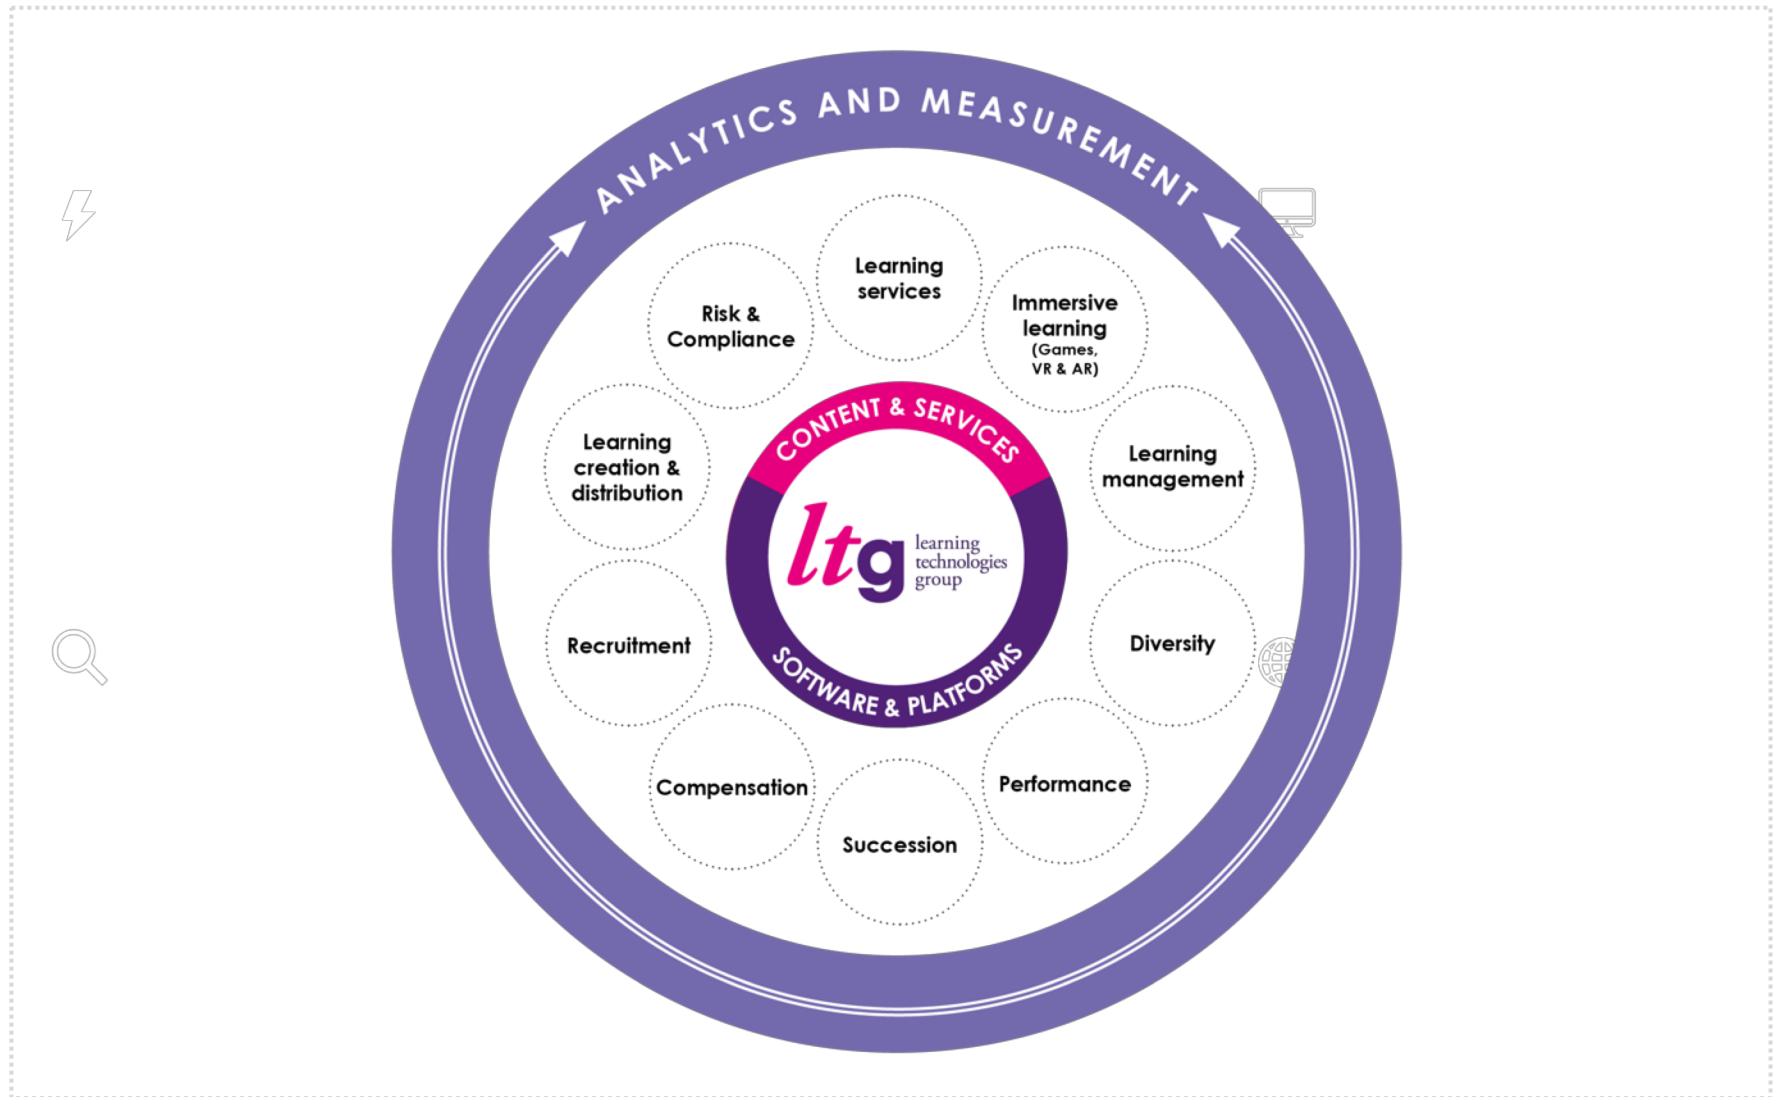 ANALYTICS AND MEASUREMENT
Learning
services
Immersive
learning
(Games,
VR & AR)
Learning
management
Diversity
Performance
Succession
Compensation
Recruitment
Learning
creation &
distribution
Risk &
Compliance
CONTENT & SERVICES
ltg
learning
technologies
group
SOFTWARE & PLATFORMS